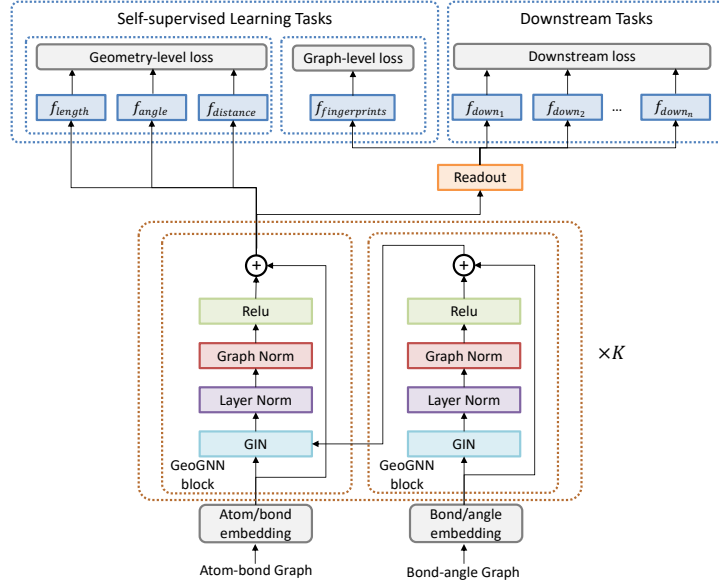 Self-supervised Learning Tasks
Downstream Tasks
Geometry-level loss
Graph-level loss
Downstream loss
f_length
f_angle
f_distance
f_fingerprints
f_down_1
f_down_2
...
f_down_n
Readout
+
+
Relu
Relu
Graph Norm
Graph Norm
×K
Layer Norm
Layer Norm
GIN
GIN
GeoGNN
block
GeoGNN
block
Atom/bond
embedding
Bond/angle
embedding
Atom-bond Graph
Bond-angle Graph